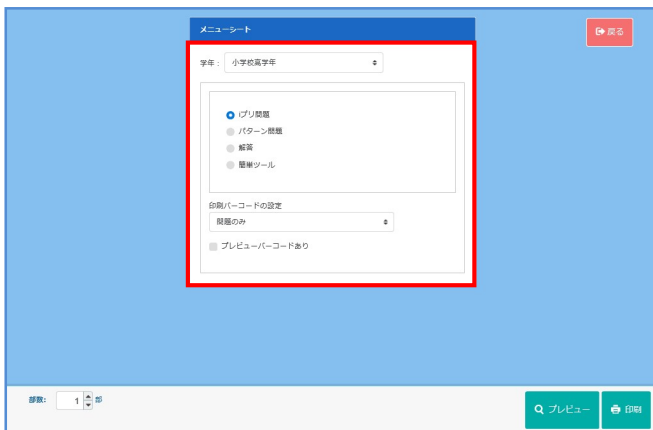 メニューシート
戻る
学年： 小学校高学年
iプリ問題
パターン問題
解答
簡単ツール
印刷バーコードの設定
問題のみ
プレビューバーコードあり
部数: 1 部
プレビュー
印刷